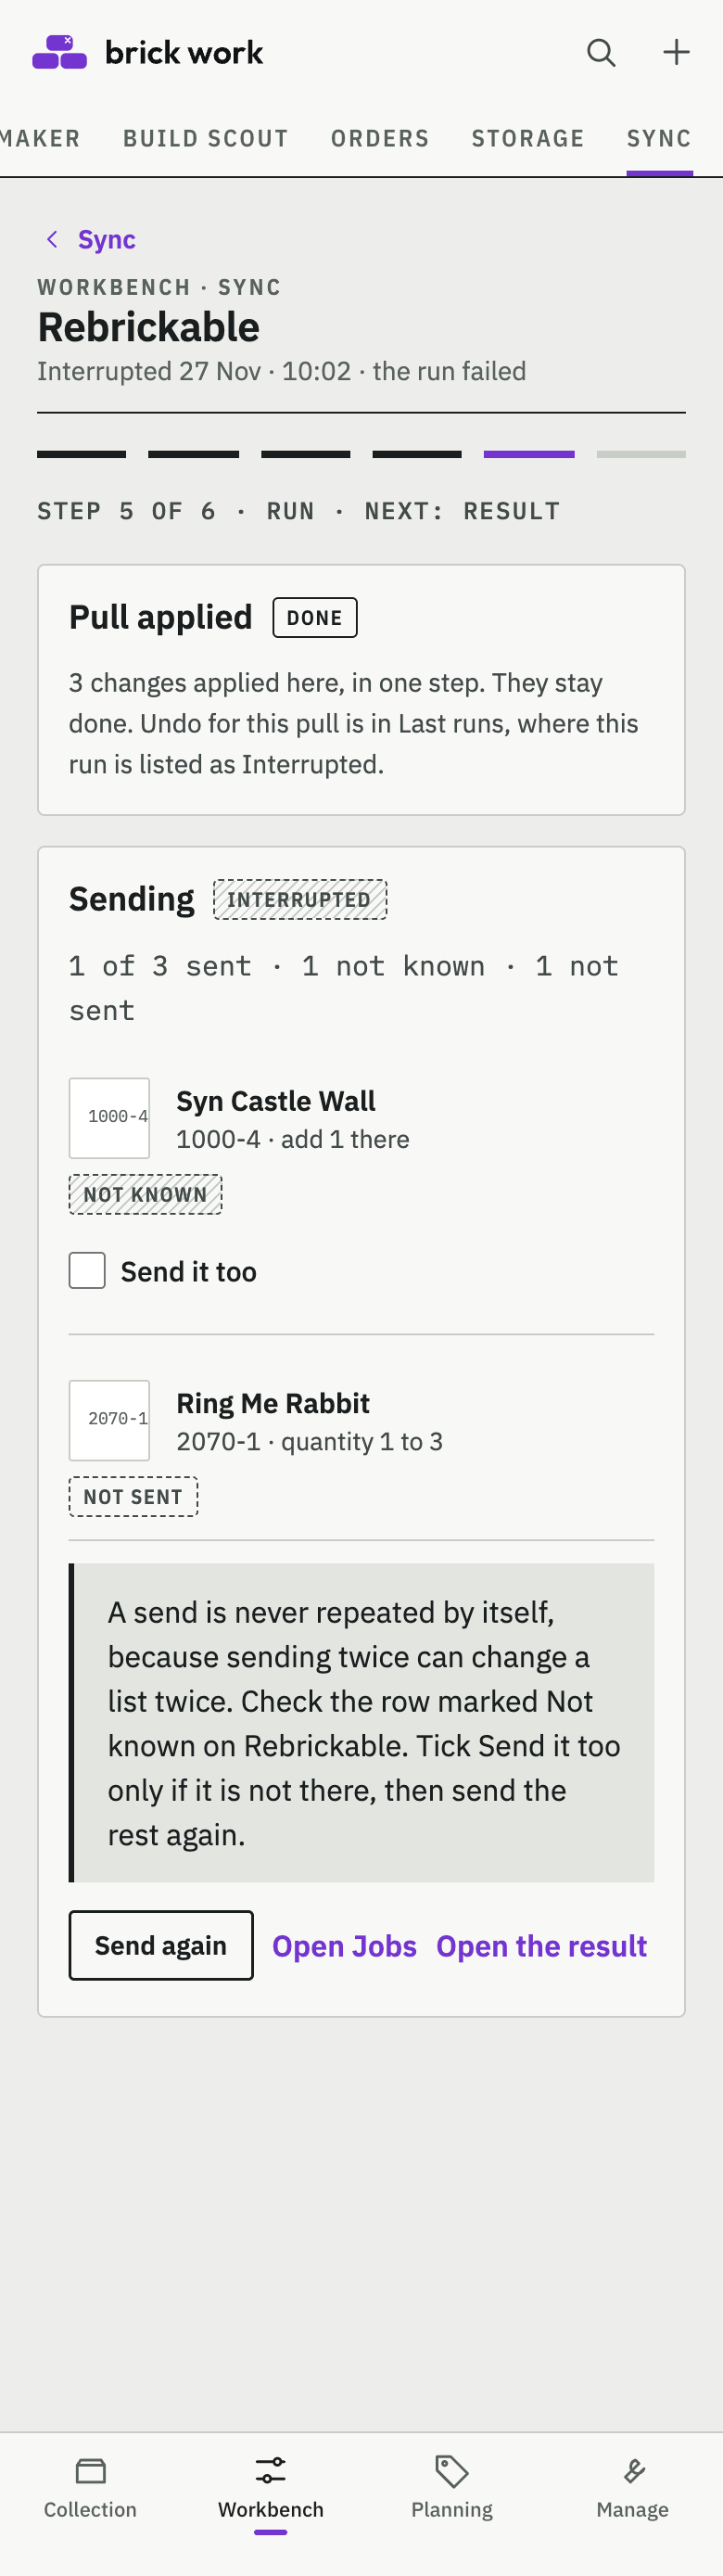 brick work
MAKER BUILD SCOUT ORDERS STORAGE SYNC
Sync
WORKBENCH · SYNC
Rebrickable
Interrupted 27 Nov · 10:02 · the run failed
STEP 5 OF 6 · RUN · NEXT: RESULT
Pull applied DONE
3 changes applied here, in one step. They stay
done. Undo for this pull is in Last runs, where this
run is listed as Interrupted.
Sending INTERRUPTED
1 of 3 sent · 1 not known · 1 not
sent
1000-4
Syn Castle Wall
1000-4 · add 1 there
NOT KNOWN
Send it too
2070-1
Ring Me Rabbit
2070-1 · quantity 1 to 3
NOT SENT
A send is never repeated by itself,
because sending twice can change a
list twice. Check the row marked Not
known on Rebrickable. Tick Send it too
only if it is not there, then send the
rest again.
Send again Open Jobs Open the result
Collection Workbench Planning Manage